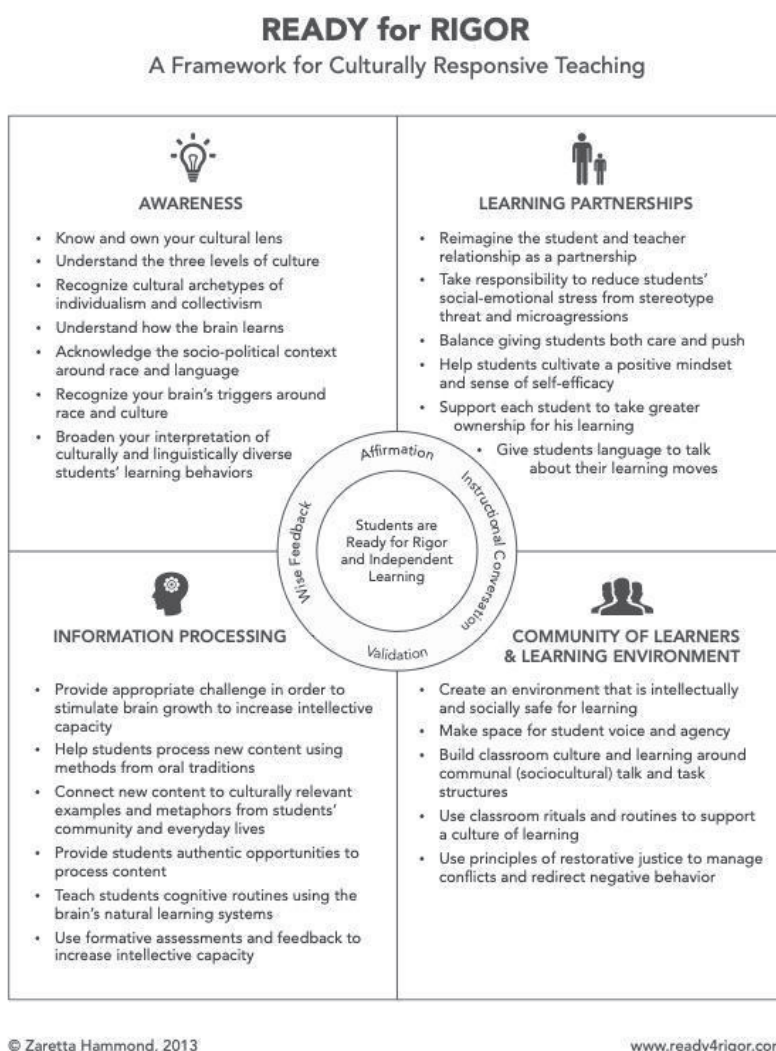 READY for RIGOR
A Framework for Culturally Responsive Teaching
AWARENESS
• Know and own your cultural lens
• Understand the three levels of culture
• Recognize cultural archetypes of
individualism and collectivism
• Understand how the brain learns
• Acknowledge the socio-political context
around race and language
• Recognize your brain's triggers around
race and culture
• Broaden your interpretation of
culturally and linguistically diverse
students' learning behaviors
LEARNING PARTNERSHIPS
• Reimagine the student and teacher
relationship as a partnership
• Take responsibility to reduce students'
social-emotional stress from stereotype
threat and microagressions
• Balance giving students both care and push
• Help students cultivate a positive mindset
and sense of self-efficacy
• Support each student to take greater
ownership for his learning
• Give students language to talk
about their learning moves
Affirmation
Instructional Conversation
Validation
Wise Feedback
Students are
Ready for Rigor
and Independent
Learning
INFORMATION PROCESSING
• Provide appropriate challenge in order to
stimulate brain growth to increase intellective
capacity
• Help students process new content using
methods from oral traditions
• Connect new content to culturally relevant
examples and metaphors from students'
community and everyday lives
• Provide students authentic opportunities to
process content
• Teach students cognitive routines using the
brain's natural learning systems
• Use formative assessments and feedback to
increase intellective capacity
COMMUNITY OF LEARNERS
& LEARNING ENVIRONMENT
• Create an environment that is intellectually
and socially safe for learning
• Make space for student voice and agency
• Build classroom culture and learning around
communal (sociocultural) talk and task
structures
• Use classroom rituals and routines to support
a culture of learning
• Use principles of restorative justice to manage
conflicts and redirect negative behavior
© Zaretta Hammond, 2013
www.ready4rigor.com